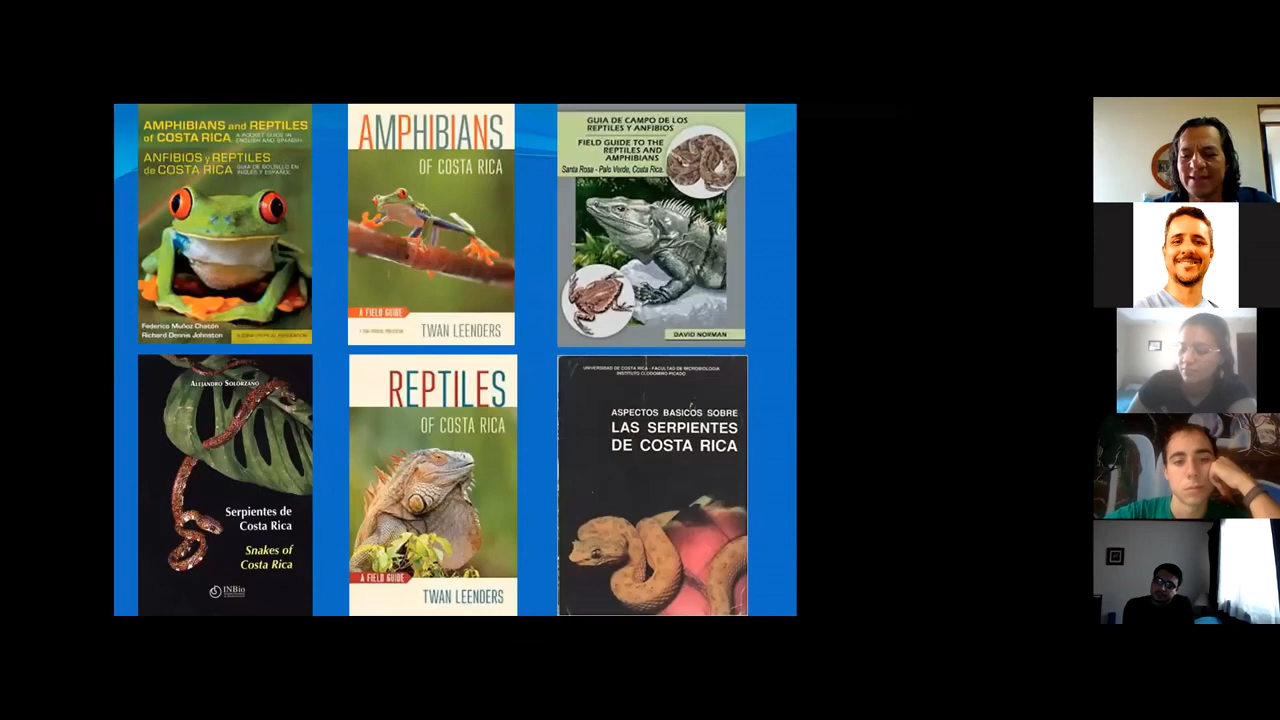 AMPHIBIANS and REPTILES
of COSTA RICA
A POCKET GUIDE IN
ENGLISH AND SPANISH
ANFIBIOS y REPTILES
de COSTA RICA
GUIA DE BOLSILLO EN
INGLES Y ESPAÑOL
Federico Muñoz Chacón
Richard Dennis Johnston
AMPHIBIANS
OF COSTA RICA
A FIELD GUIDE
TWAN LEENDERS
GUIA DE CAMPO DE LOS
REPTILES Y ANFIBIOS
FIELD GUIDE TO THE
REPTILES AND
AMPHIBIANS
Santa Rosa - Palo Verde, Costa Rica.
DAVID NORMAN
ALEJANDRO SOLÓRZANO
Serpientes de
Costa Rica
Snakes of
Costa Rica
INBio
REPTILES
OF COSTA RICA
A FIELD GUIDE
TWAN LEENDERS
UNIVERSIDAD DE COSTA RICA - FACULTAD DE MICROBIOLOGIA
INSTITUTO CLODOMIRO PICADO
ASPECTOS BASICOS SOBRE
LAS SERPIENTES
DE COSTA RICA